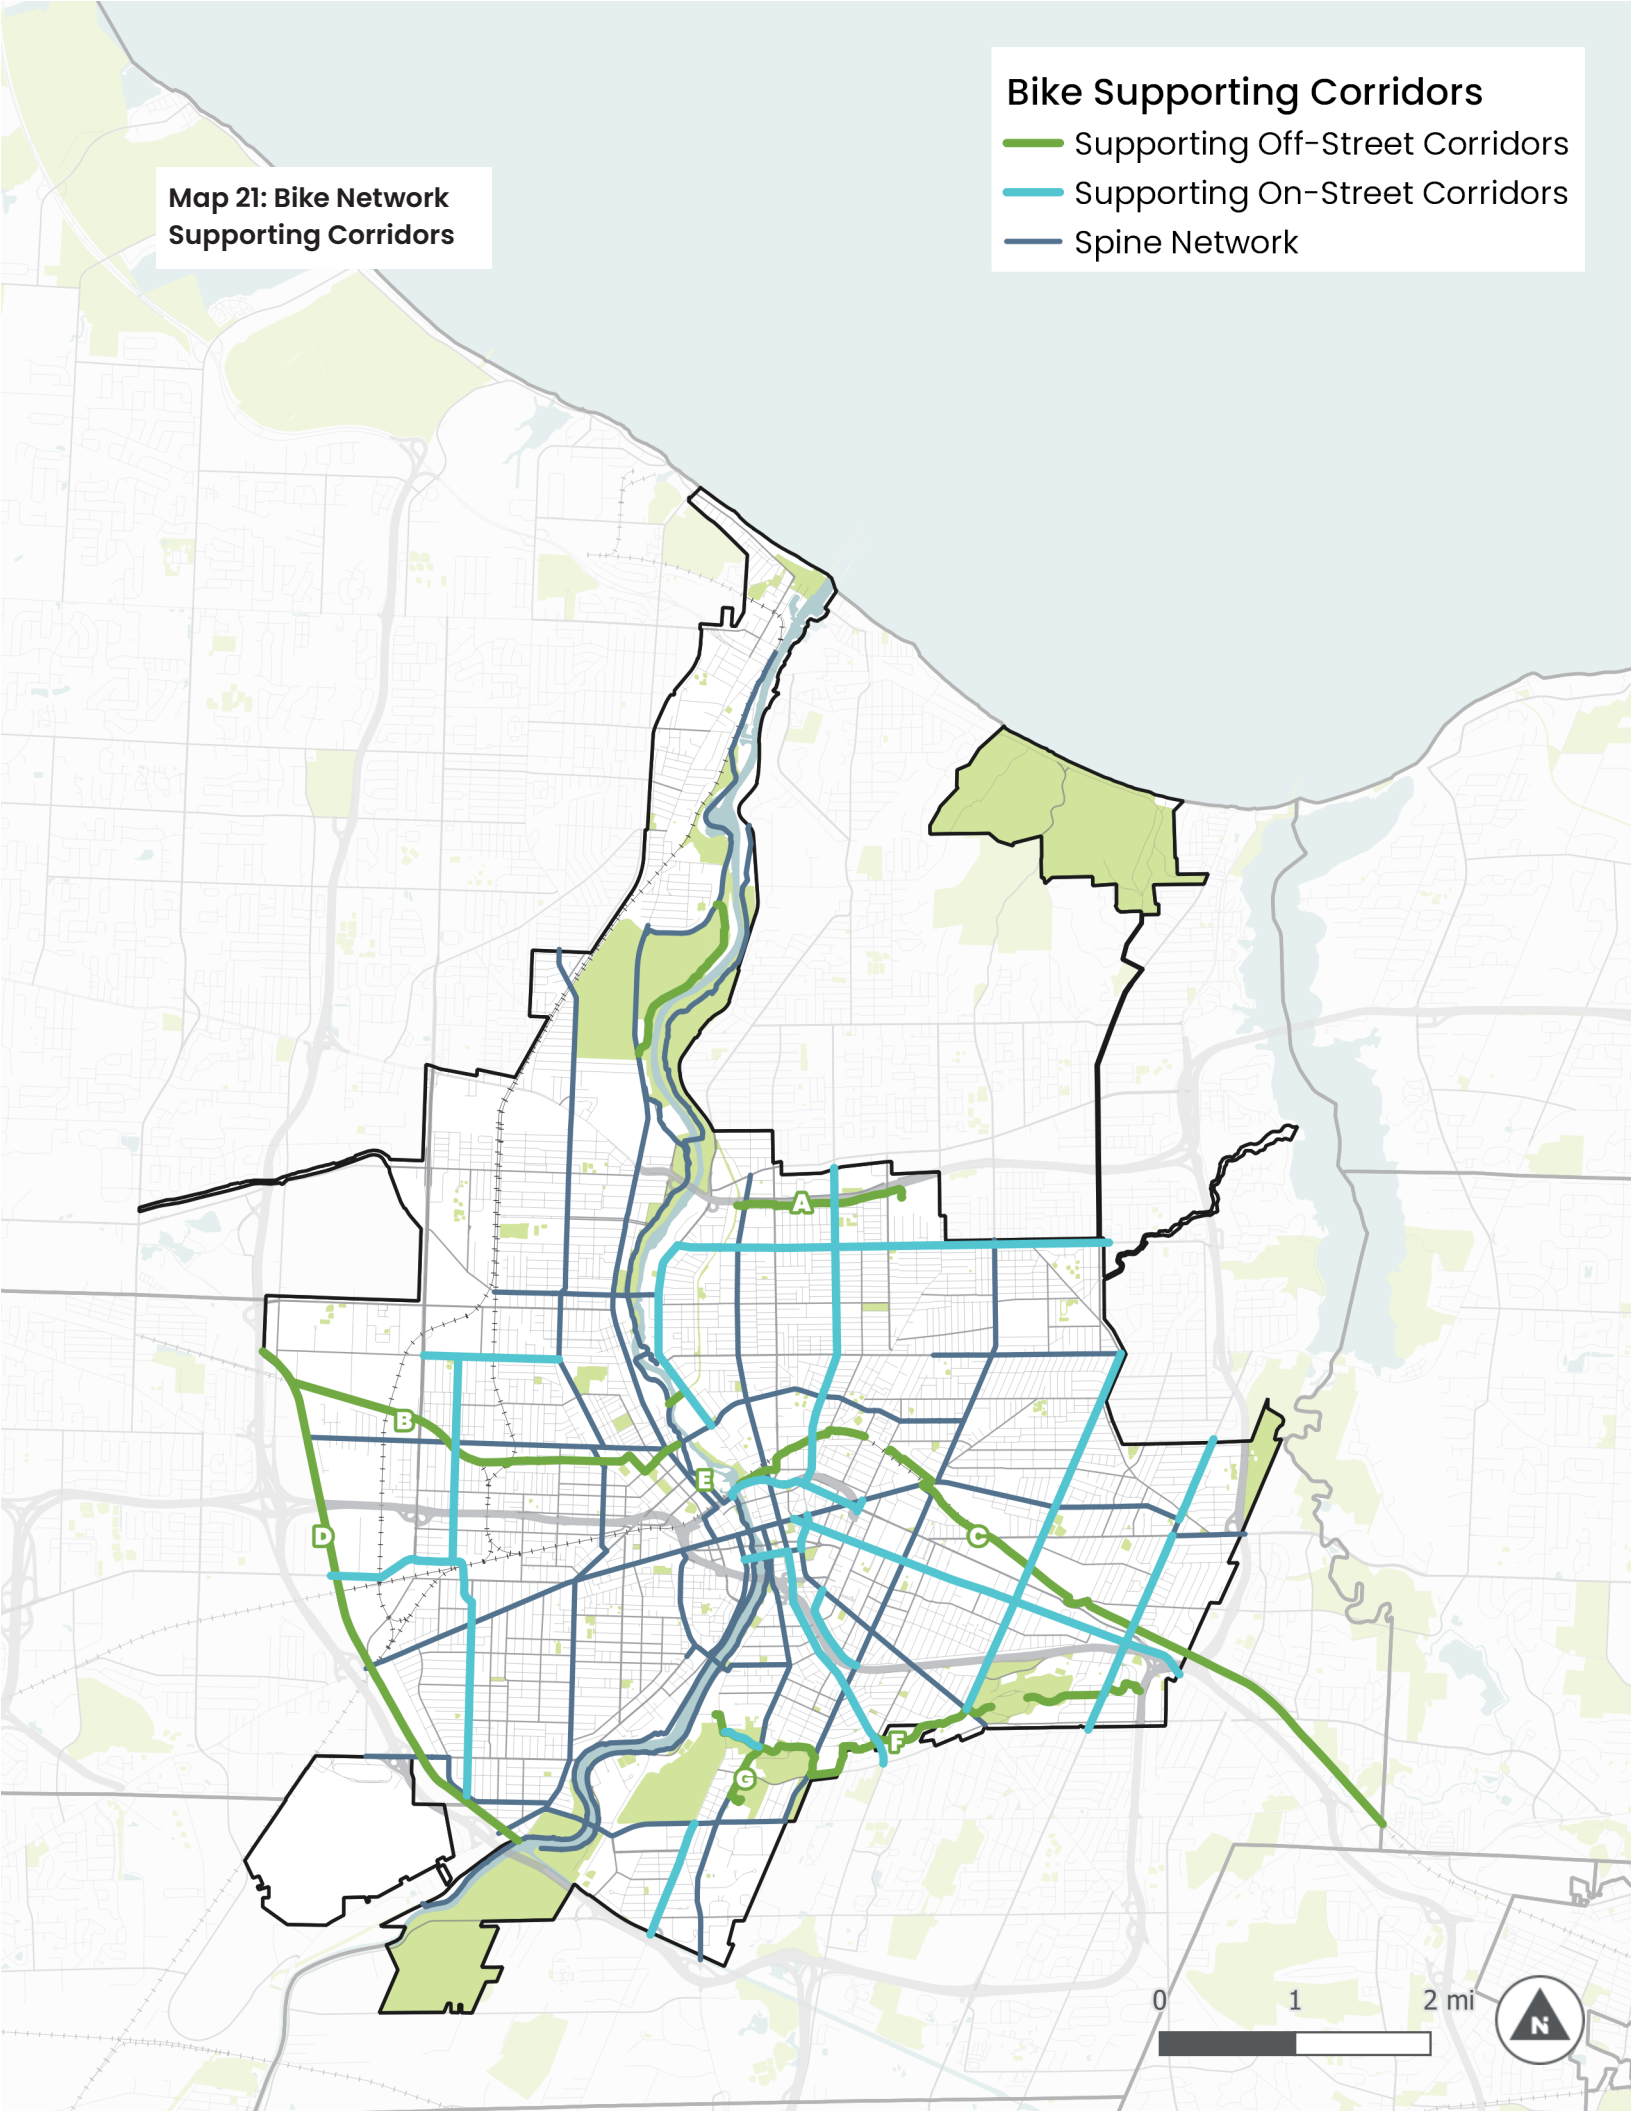 Bike Supporting Corridors
Supporting Off-Street Corridors
Supporting On-Street Corridors
Spine Network
Map 21: Bike Network
Supporting Corridors
A
B
E
D
C
F
G
0 1 2 mi
N